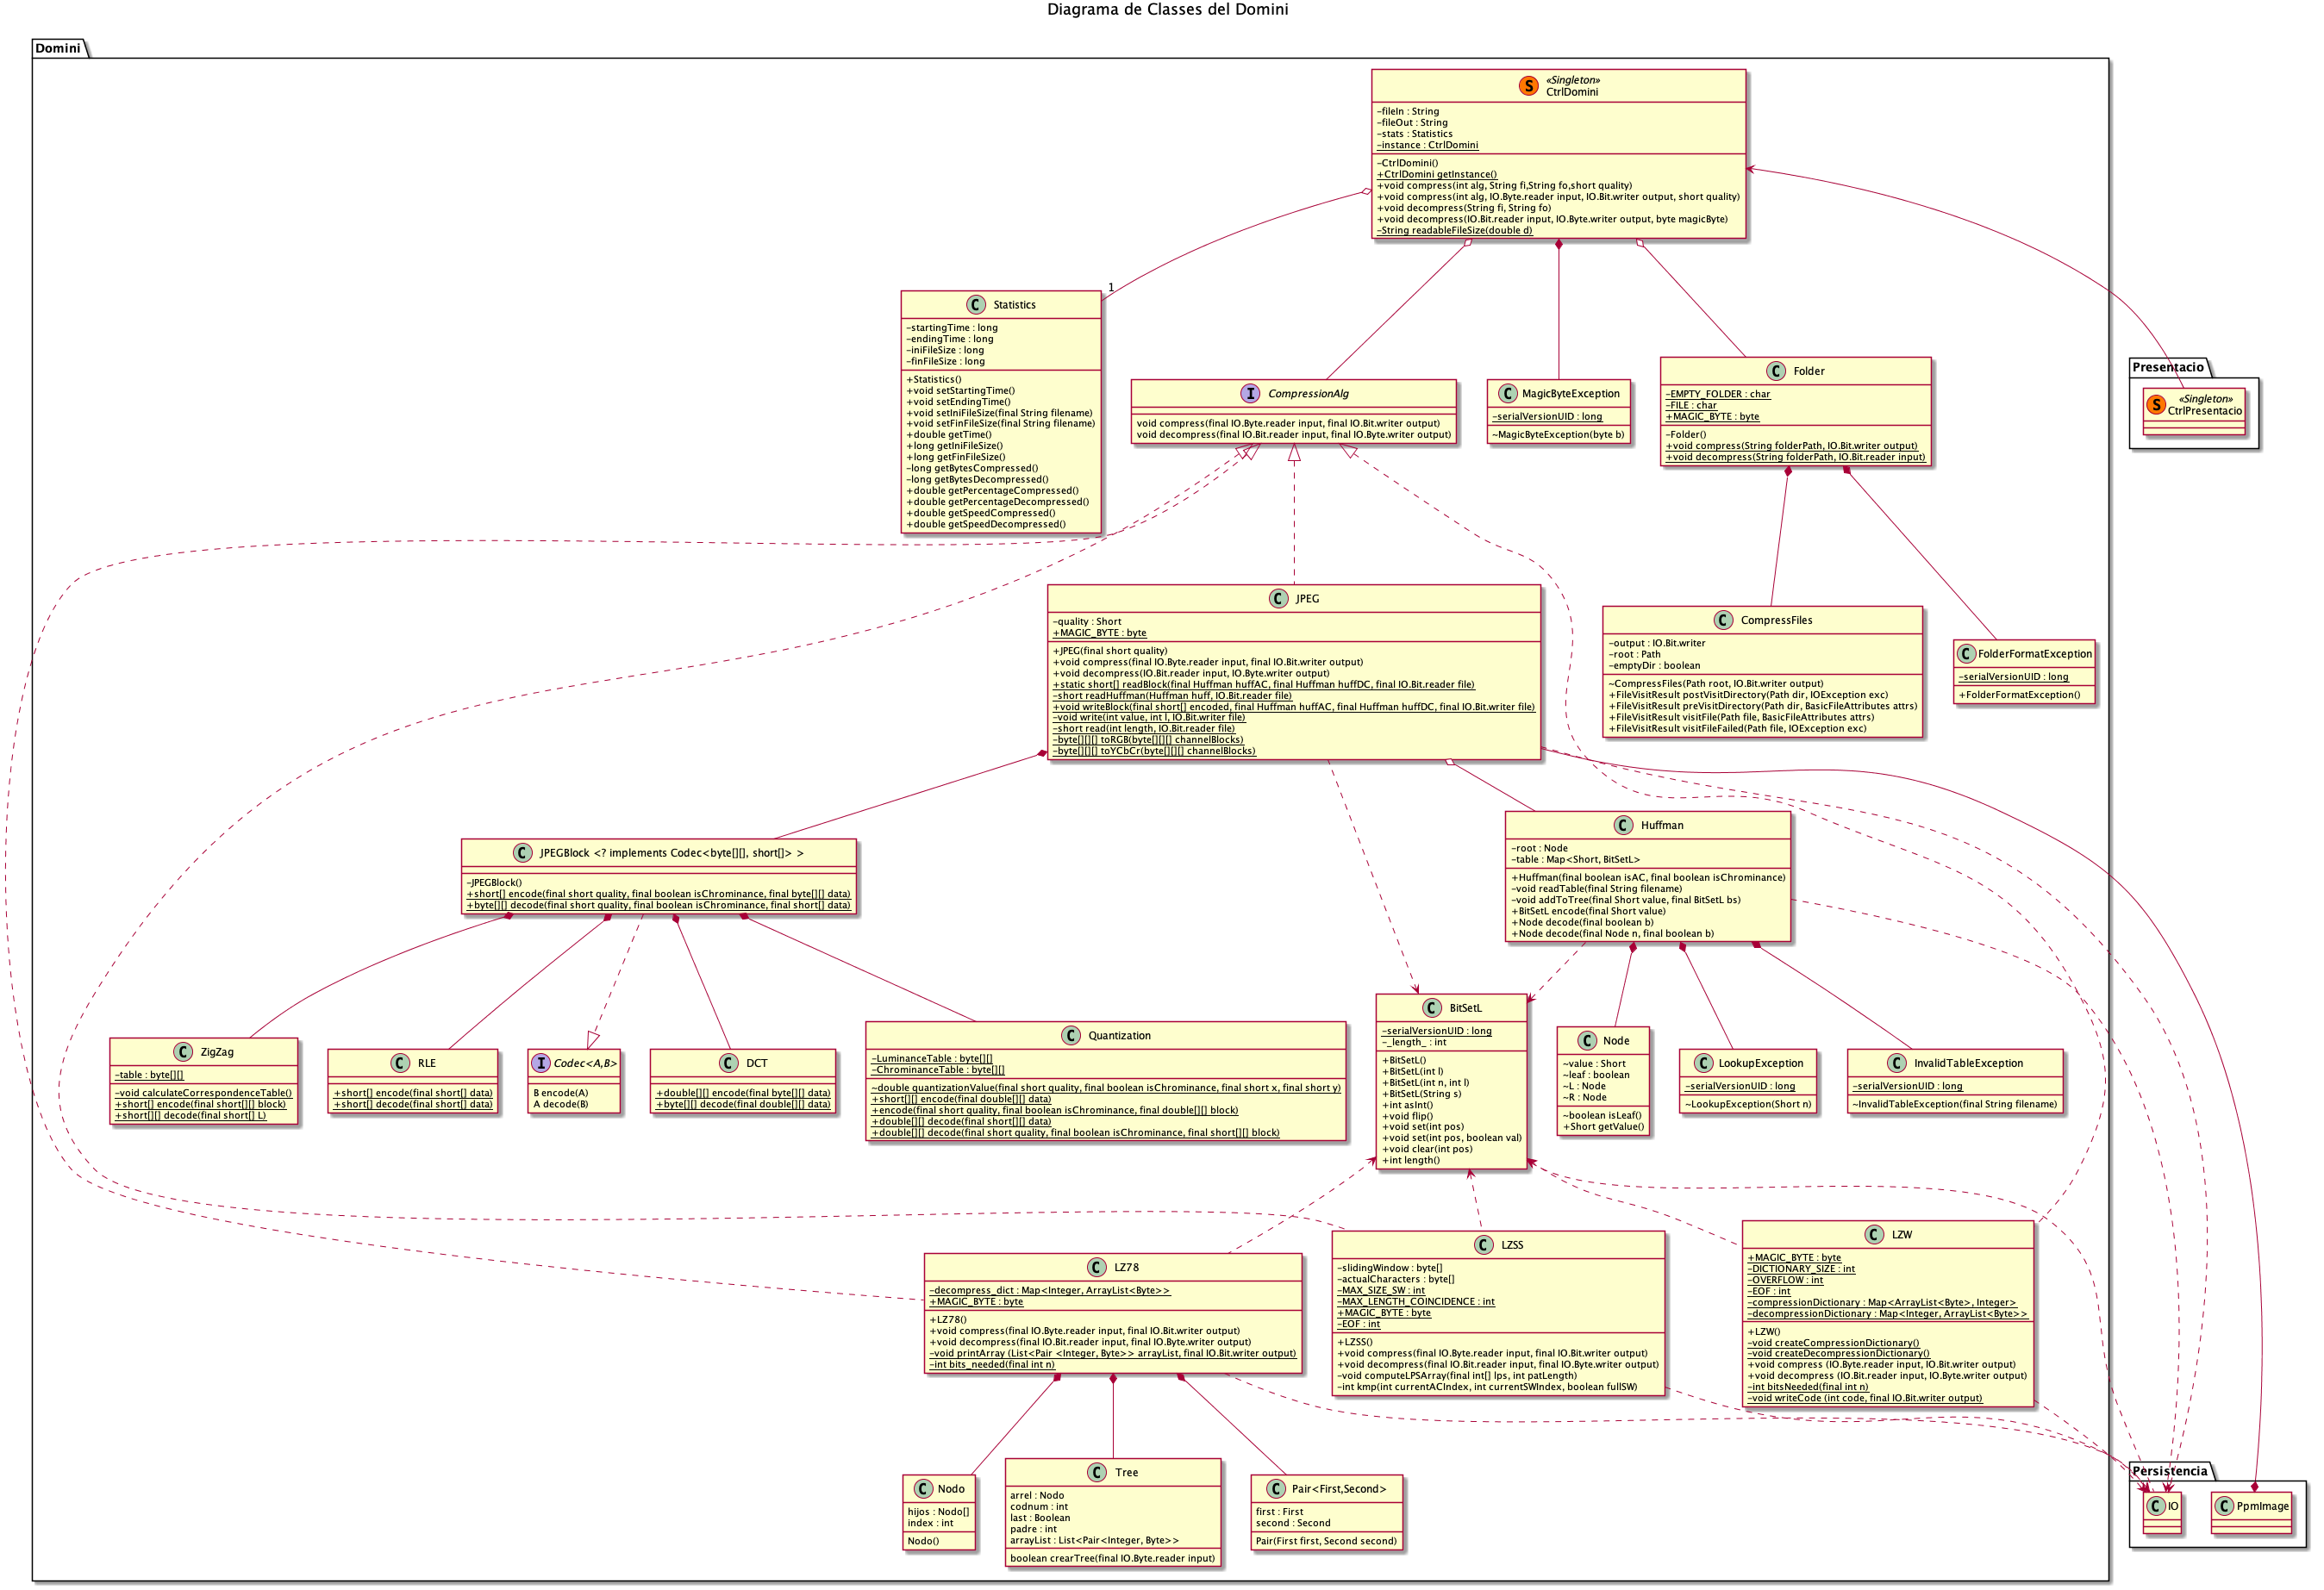 Diagrama de Classes del Domini
Domini
S
«Singleton»
CtrlDomini
-fileIn : String
-fileOut : String
-stats : Statistics
-instance : CtrlDomini
-CtrlDomini()
+CtrlDomini getInstance()
+void compress(int alg, String fi,String fo,short quality)
+void compress(int alg, IO.Byte.reader input, IO.Bit.writer output, short quality)
+void decompress(String fi, String fo)
+void decompress(IO.Bit.reader input, IO.Byte.writer output, byte magicByte)
-String readableFileSize(double d)
1
C Statistics
-startingTime : long
-endingTime : long
-iniFileSize : long
-finFileSize : long
+Statistics()
+void setStartingTime()
+void setEndingTime()
+void setIniFileSize(final String filename)
+void setFinFileSize(final String filename)
+double getTime()
+long getIniFileSize()
+long getFinFileSize()
-long getBytesCompressed()
-long getBytesDecompressed()
+double getPercentageCompressed()
+double getPercentageDecompressed()
+double getSpeedCompressed()
+double getSpeedDecompressed()
I CompressionAlg
void compress(final IO.Byte.reader input, final IO.Bit.writer output)
void decompress(final IO.Bit.reader input, final IO.Byte.writer output)
C MagicByteException
-serialVersionUID : long
~MagicByteException(byte b)
C Folder
-EMPTY_FOLDER : char
-FILE : char
+MAGIC_BYTE : byte
-Folder()
+void compress(String folderPath, IO.Bit.writer output)
+void decompress(String folderPath, IO.Bit.reader input)
Presentacio
S
«Singleton»
CtrlPresentacio
C JPEG
-quality : Short
+MAGIC_BYTE : byte
+JPEG(final short quality)
+void compress(final IO.Byte.reader input, final IO.Bit.writer output)
+void decompress(IO.Bit.reader input, IO.Byte.writer output)
+static short[] readBlock(final Huffman huffAC, final Huffman huffDC, final IO.Bit.reader file)
-short readHuffman(Huffman huff, IO.Bit.reader file)
+void writeBlock(final short[] encoded, final Huffman huffAC, final Huffman huffDC, final IO.Bit.writer file)
-void write(int value, int l, IO.Bit.writer file)
-short read(int length, IO.Bit.reader file)
-byte[][][] toRGB(byte[][][] channelBlocks)
-byte[][][] toYCbCr(byte[][][] channelBlocks)
C CompressFiles
-output : IO.Bit.writer
-root : Path
-emptyDir : boolean
~CompressFiles(Path root, IO.Bit.writer output)
+FileVisitResult postVisitDirectory(Path dir, IOException exc)
+FileVisitResult preVisitDirectory(Path dir, BasicFileAttributes attrs)
+FileVisitResult visitFile(Path file, BasicFileAttributes attrs)
+FileVisitResult visitFileFailed(Path file, IOException exc)
C FolderFormatException
-serialVersionUID : long
+FolderFormatException()
C JPEGBlock <? implements Codec<byte[][], short[]> >
-JPEGBlock()
+short[] encode(final short quality, final boolean isChrominance, final byte[][] data)
+byte[][] decode(final short quality, final boolean isChrominance, final short[] data)
C Huffman
-root : Node
-table : Map<Short, BitSetL>
+Huffman(final boolean isAC, final boolean isChrominance)
-void readTable(final String filename)
-void addToTree(final Short value, final BitSetL bs)
+BitSetL encode(final Short value)
+Node decode(final boolean b)
+Node decode(final Node n, final boolean b)
C ZigZag
-table : byte[][]
-void calculateCorrespondenceTable()
+short[] encode(final short[][] block)
+short[][] decode(final short[] L)
C RLE
+short[] encode(final short[] data)
+short[] decode(final short[] data)
I Codec<A,B>
B encode(A)
A decode(B)
C DCT
+double[][] encode(final byte[][] data)
+byte[][] decode(final double[][] data)
C Quantization
-LuminanceTable : byte[][]
-ChrominanceTable : byte[][]
~double quantizationValue(final short quality, final boolean isChrominance, final short x, final short y)
+short[][] encode(final double[][] data)
+encode(final short quality, final boolean isChrominance, final double[][] block)
+double[][] decode(final short[][] data)
+double[][] decode(final short quality, final boolean isChrominance, final short[][] block)
C BitSetL
-serialVersionUID : long
-_length_ : int
+BitSetL()
+BitSetL(int l)
+BitSetL(int n, int l)
+BitSetL(String s)
+int asInt()
+void flip()
+void set(int pos)
+void set(int pos, boolean val)
+void clear(int pos)
+int length()
C Node
~value : Short
~leaf : boolean
~L : Node
~R : Node
~boolean isLeaf()
+Short getValue()
C LookupException
-serialVersionUID : long
~LookupException(Short n)
C InvalidTableException
-serialVersionUID : long
~InvalidTableException(final String filename)
C LZ78
-decompress_dict : Map<Integer, ArrayList<Byte>>
+MAGIC_BYTE : byte
+LZ78()
+void compress(final IO.Byte.reader input, final IO.Bit.writer output)
+void decompress(final IO.Bit.reader input, final IO.Byte.writer output)
-void printArray (List<Pair <Integer, Byte>> arrayList, final IO.Bit.writer output)
-int bits_needed(final int n)
C LZSS
-slidingWindow : byte[]
-actualCharacters : byte[]
-MAX_SIZE_SW : int
-MAX_LENGTH_COINCIDENCE : int
+MAGIC_BYTE : byte
-EOF : int
+LZSS()
+void compress(final IO.Byte.reader input, final IO.Bit.writer output)
+void decompress(final IO.Bit.reader input, final IO.Byte.writer output)
-void computeLPSArray(final int[] lps, int patLength)
-int kmp(int currentACIndex, int currentSWIndex, boolean fullSW)
C LZW
+MAGIC_BYTE : byte
-DICTIONARY_SIZE : int
-OVERFLOW : int
-EOF : int
-compressionDictionary : Map<ArrayList<Byte>, Integer>
-decompressionDictionary : Map<Integer, ArrayList<Byte>>
+LZW()
-void createCompressionDictionary()
-void createDecompressionDictionary()
+void compress (IO.Byte.reader input, IO.Bit.writer output)
+void decompress (IO.Bit.reader input, IO.Byte.writer output)
-int bitsNeeded(final int n)
-void writeCode (int code, final IO.Bit.writer output)
C Nodo
hijos : Nodo[]
index : int
Nodo()
C Tree
arrel : Nodo
codnum : int
last : Boolean
padre : int
arrayList : List<Pair<Integer, Byte>>
boolean crearTree(final IO.Byte.reader input)
C Pair<First,Second>
first : First
second : Second
Pair(First first, Second second)
Persistencia
C IO
C PpmImage